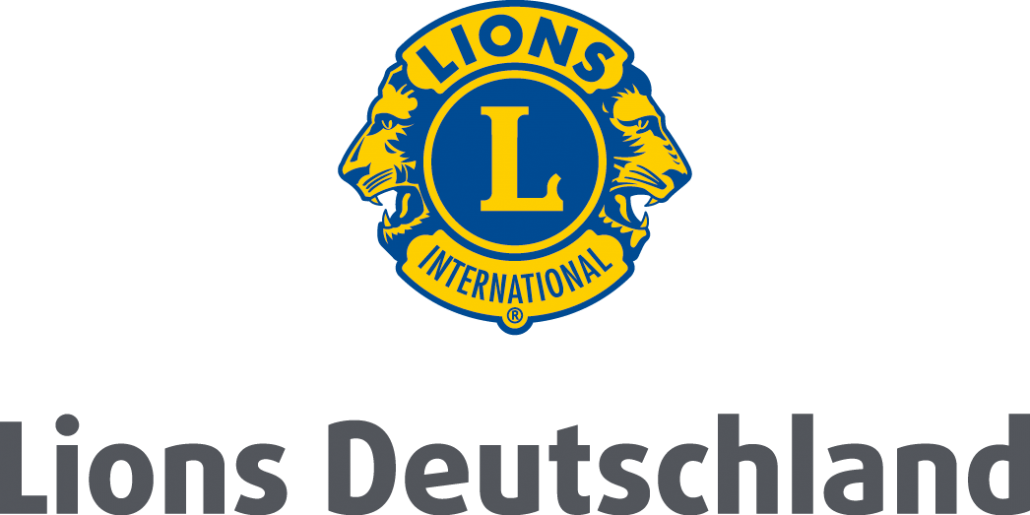 LIONS
L
INTERNATIONAL
®
Lions Deutschland